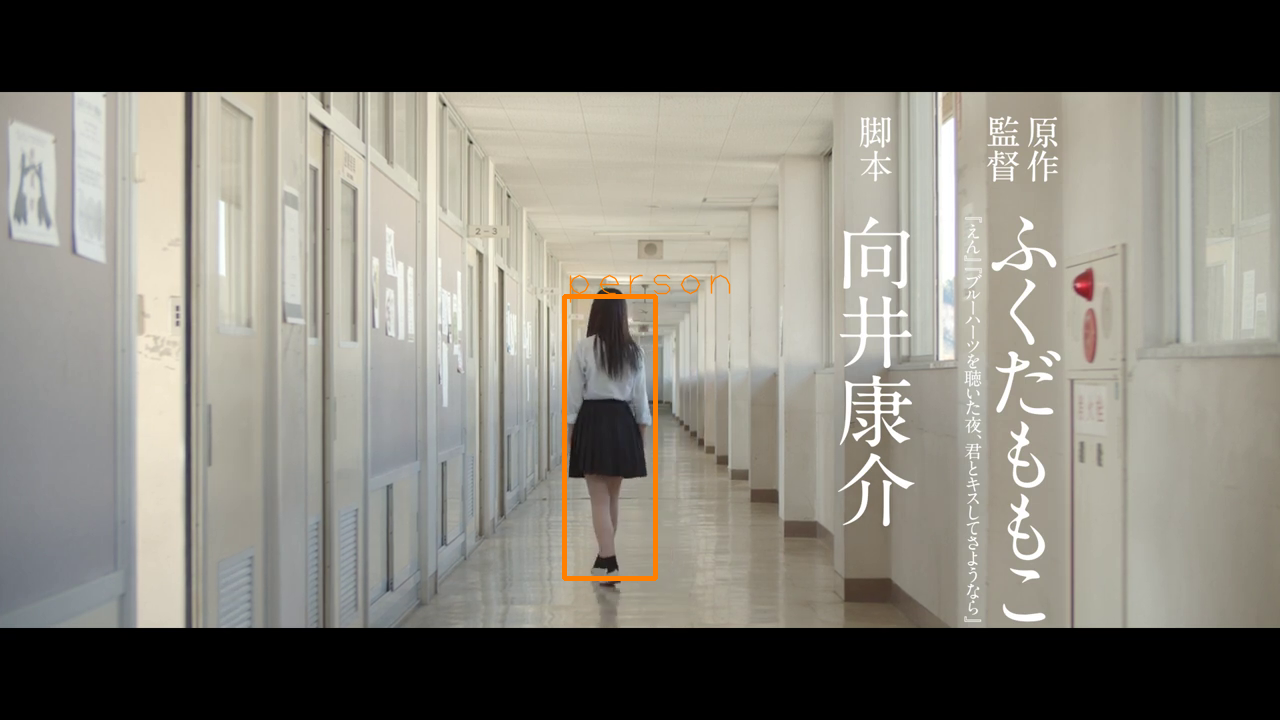 原作
監督
ふくだももこ
『えん』『ブルーハーツを聴いた夜、君とキスしてさようなら』
脚本
向井康介
2-3
person